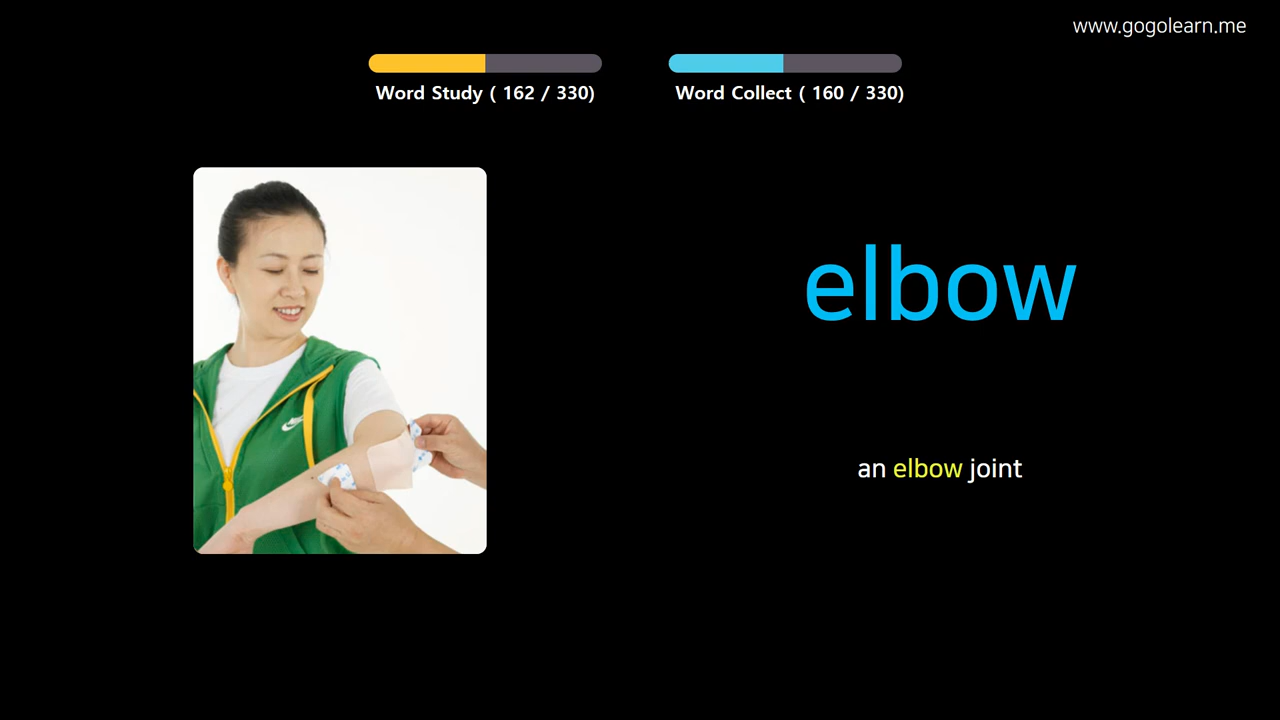 www.gogolearn.me
Word Study ( 162 / 330)
Word Collect ( 160 / 330)
elbow
an elbow joint